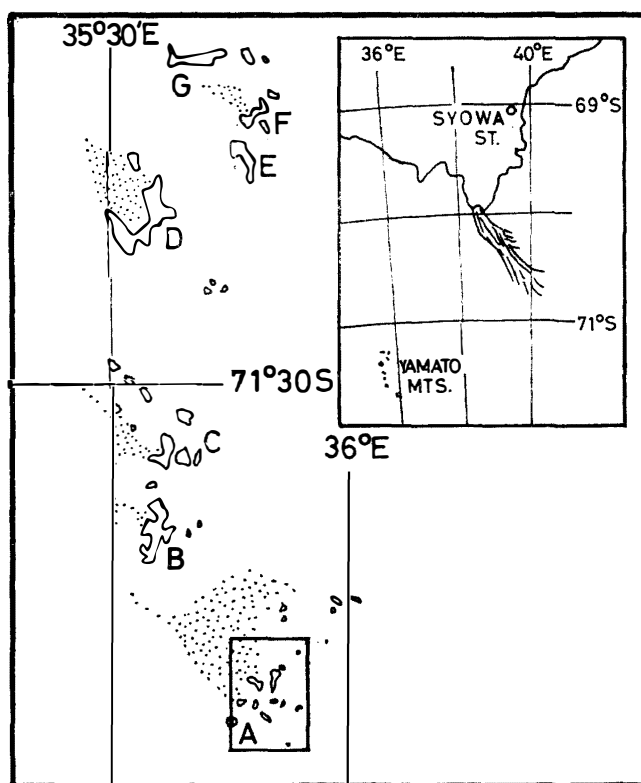 35°30'E
G
F
E
D
71°30S
C
B
36°E
A
36°E
40°E
69°S
SYOWA
ST.
71°S
YAMATO
MTS.